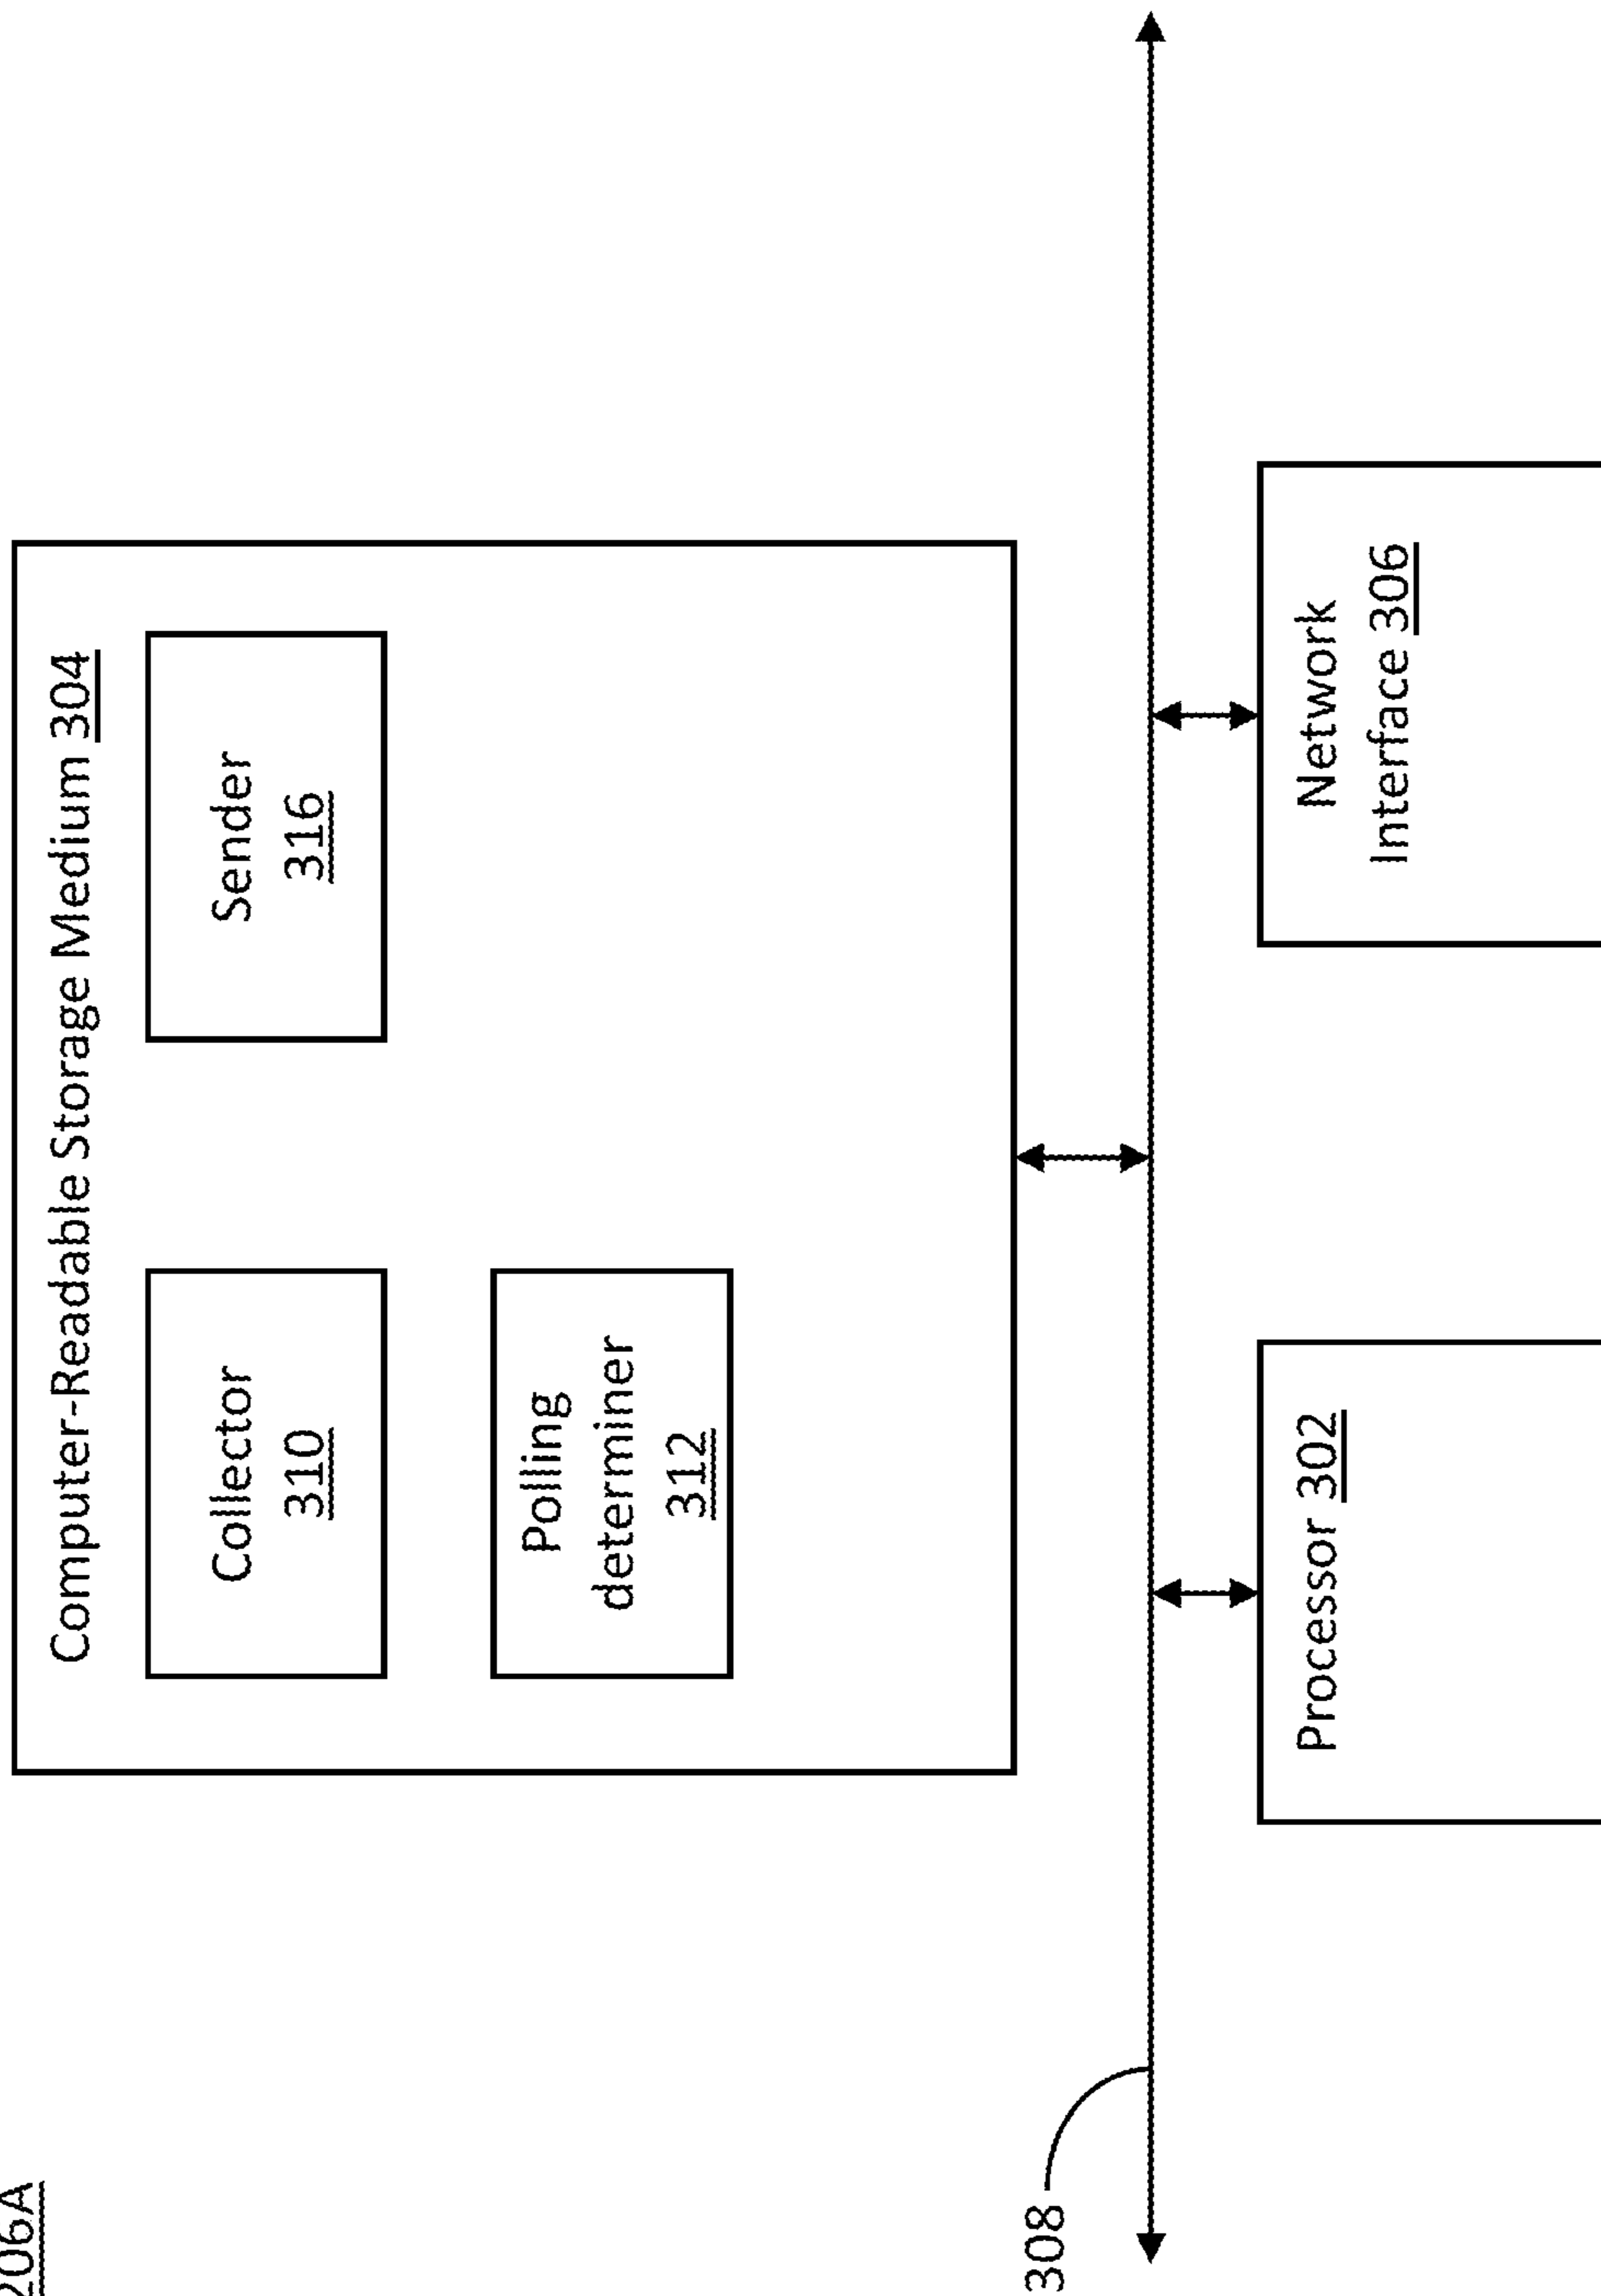 206A
Computer-Readable Storage Medium 304
Collector
310
Sender
316
Polling
determiner
312
308
Processor 302
Network
Interface 306